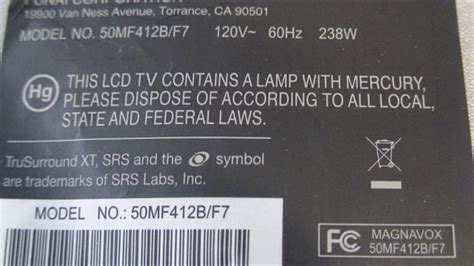 FUNAI CORPORATION
19900 Van Ness Avenue, Torrance, CA 90501
MODEL NO. 50MF412B/F7 120V~ 60Hz 238W
Hg
THIS LCD TV CONTAINS A LAMP WITH MERCURY,
PLEASE DISPOSE OF ACCORDING TO ALL LOCAL,
STATE AND FEDERAL LAWS.
TruSurround XT, SRS and the symbol
are trademarks of SRS Labs, Inc.
MODEL NO.: 50MF412B/F7
FC MAGNAVOX
50MF412B/F7